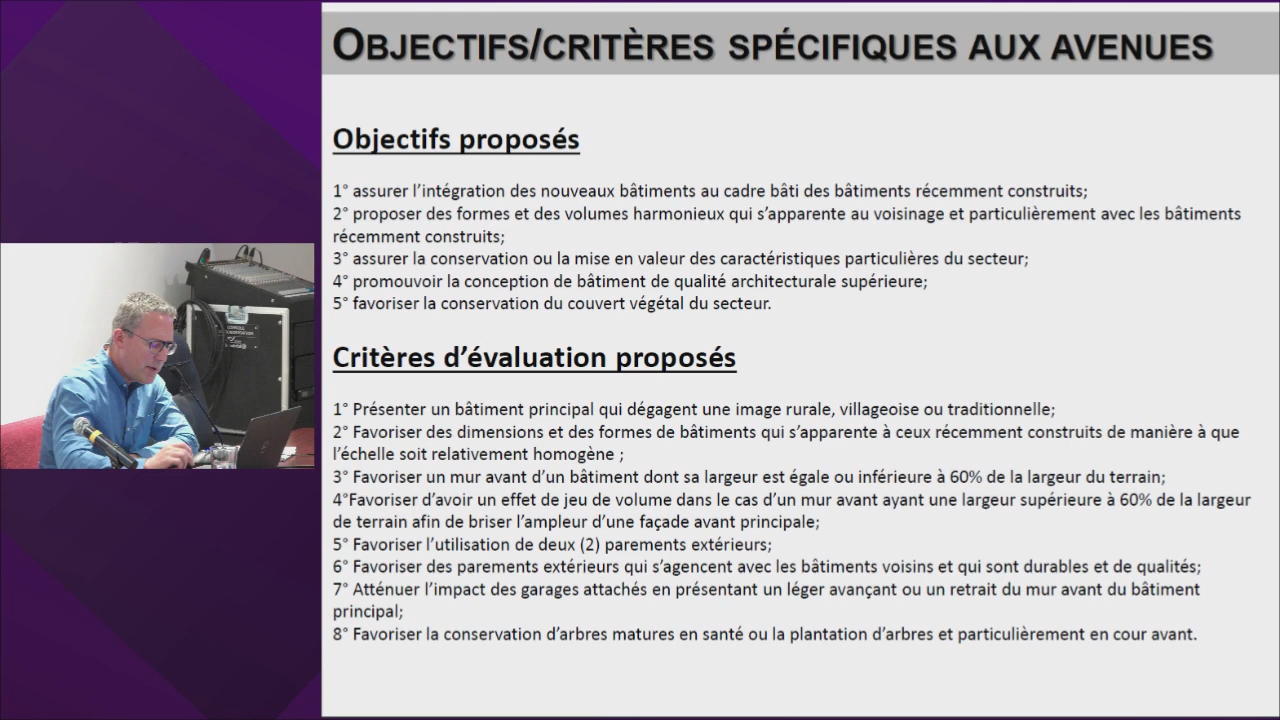 OBJECTIFS/CRITÈRES SPÉCIFIQUES AUX AVENUES
Objectifs proposés
1° assurer l’intégration des nouveaux bâtiments au cadre bâti des bâtiments récemment construits;
2° proposer des formes et des volumes harmonieux qui s’apparente au voisinage et particulièrement avec les bâtiments
récemment construits;
3° assurer la conservation ou la mise en valeur des caractéristiques particulières du secteur;
4° promouvoir la conception de bâtiment de qualité architecturale supérieure;
5° favoriser la conservation du couvert végétal du secteur.
Critères d’évaluation proposés
1° Présenter un bâtiment principal qui dégagent une image rurale, villageoise ou traditionnelle;
2° Favoriser des dimensions et des formes de bâtiments qui s’apparente à ceux récemment construits de manière à que
l’échelle soit relativement homogène ;
3° Favoriser un mur avant d’un bâtiment dont sa largeur est égale ou inférieure à 60% de la largeur du terrain;
4°Favoriser d’avoir un effet de jeu de volume dans le cas d’un mur avant ayant une largeur supérieure à 60% de la largeur
de terrain afin de briser l’ampleur d’une façade avant principale;
5° Favoriser l’utilisation de deux (2) parements extérieurs;
6° Favoriser des parements extérieurs qui s’agencent avec les bâtiments voisins et qui sont durables et de qualités;
7° Atténuer l’impact des garages attachés en présentant un léger avançant ou un retrait du mur avant du bâtiment
principal;
8° Favoriser la conservation d’arbres matures en santé ou la plantation d’arbres et particulièrement en cour avant.